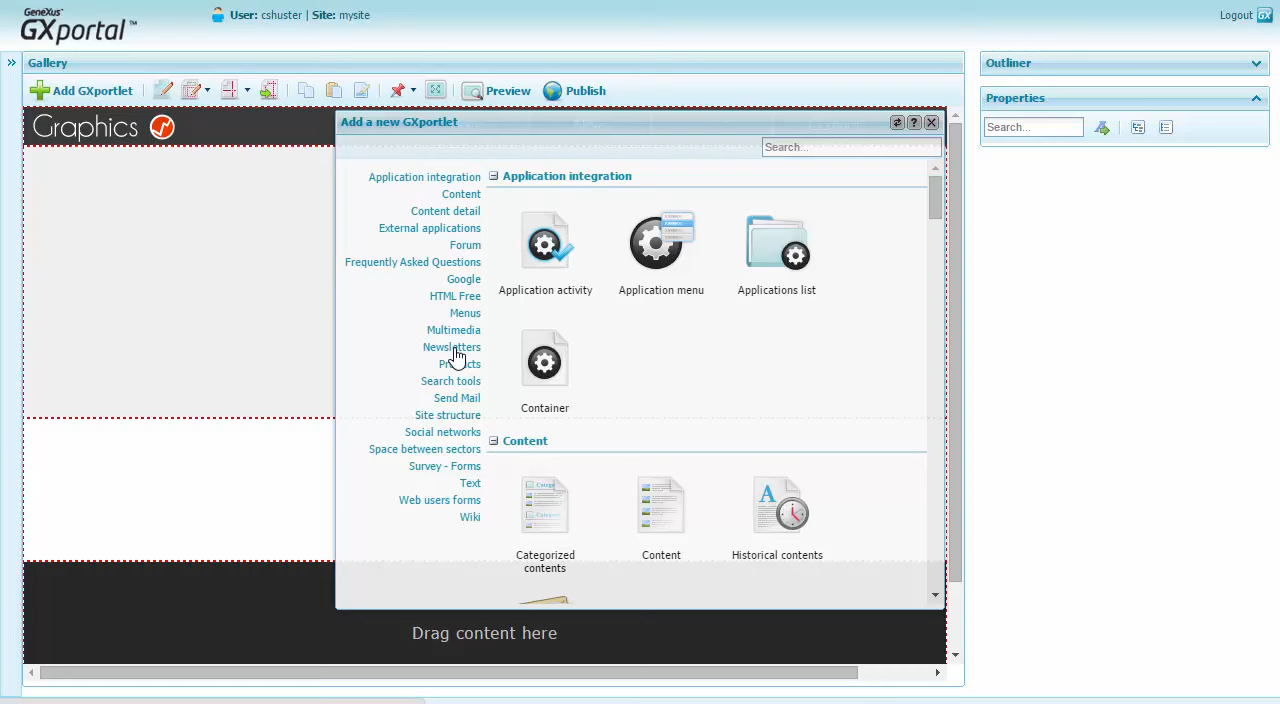 GeneXus™
GXportal™
User: cshuster | Site: mysite
Logout
Gallery
Add GXportlet
Preview
Publish
Graphics
Add a new GXportlet
Search...
Application integration
Content
Content detail
External applications
Forum
Frequently Asked Questions
Google
HTML Free
Menus
Multimedia
Newsletters
Search tools
Send Mail
Site structure
Social networks
Space between sectors
Survey - Forms
Text
Web users forms
Wiki
Application integration
Application activity
Application menu
Applications list
Container
Content
Categorized
contents
Content
Historical contents
Drag content here
Outliner
Properties
Search...